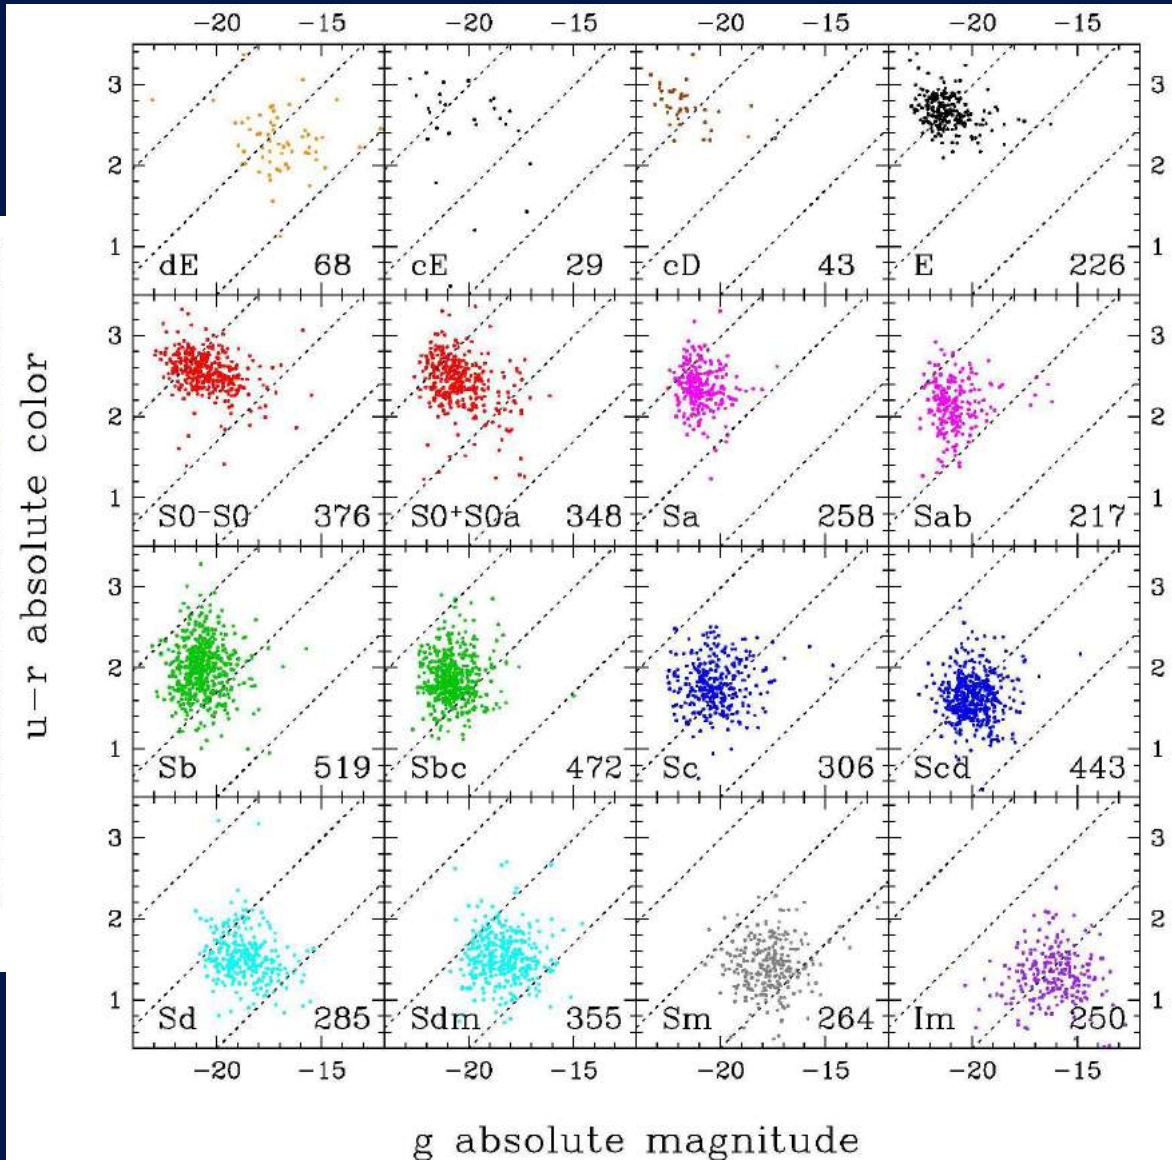 −20 −15 −20 −15 −20 −15 −20 −15
3 3
2 2
1 1
dE 68 cE 29 cD 43 E 226
3 3
2 2
1 1
S0⁻S0 376 S0⁺S0a 348 Sa 258 Sab 217
3 3
2 2
1 1
Sb 519 Sbc 472 Sc 306 Scd 443
3 3
2 2
1 1
Sd 285 Sdm 355 Sm 264 Im 250
−20 −15 −20 −15 −20 −15 −20 −15
u−r absolute color
g absolute magnitude